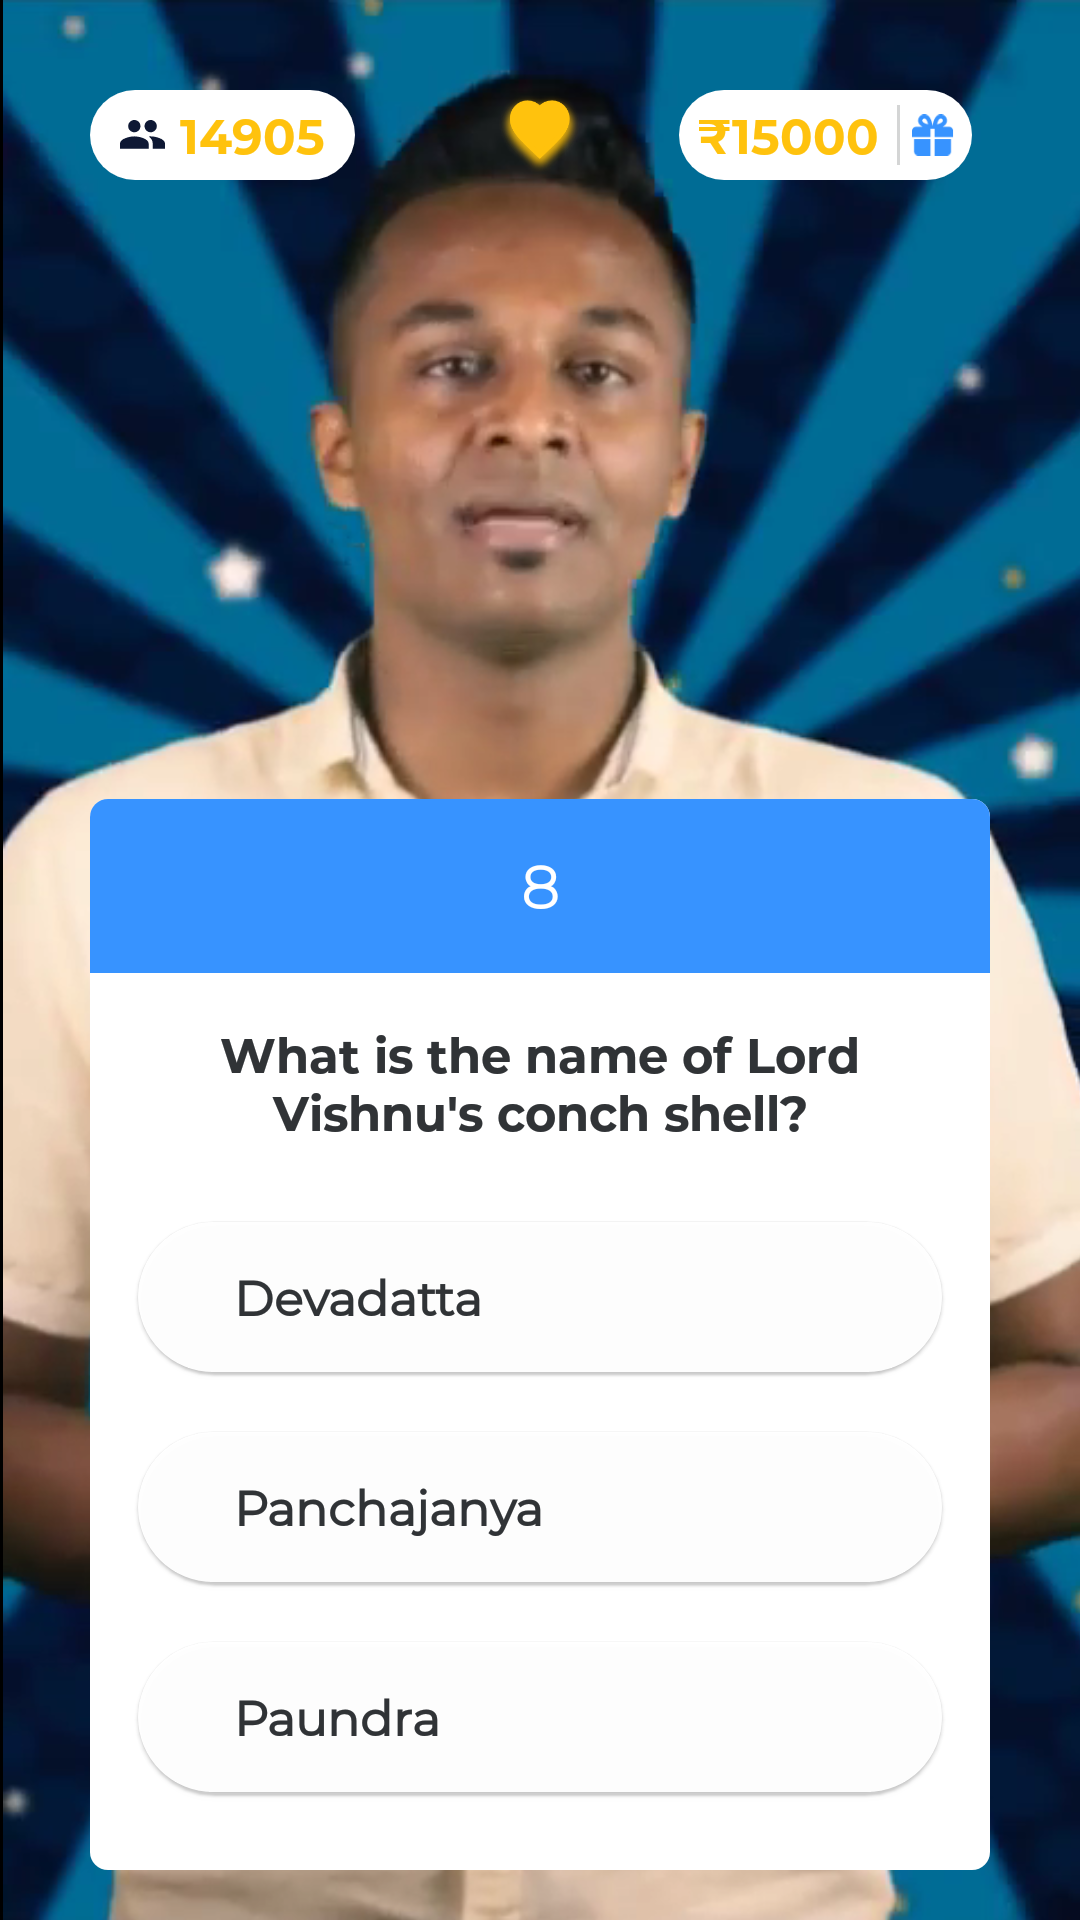 14905
₹15000
8
What is the name of Lord
Vishnu's conch shell?
Devadatta
Panchajanya
Paundra